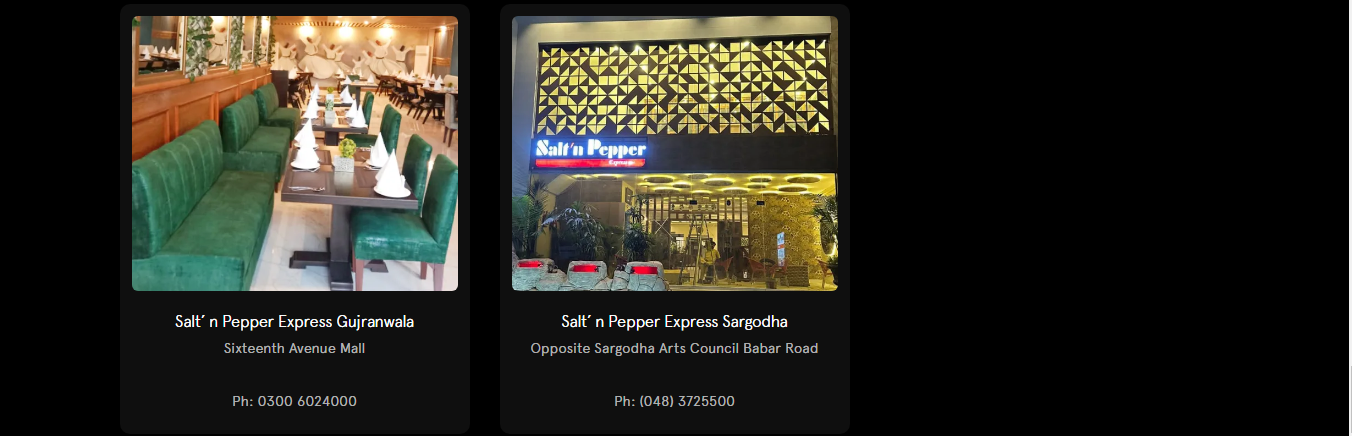 Salt'n Pepper
Express
Salt´ n Pepper Express Gujranwala
Sixteenth Avenue Mall
Ph: 0300 6024000
Salt´ n Pepper Express Sargodha
Opposite Sargodha Arts Council Babar Road
Ph: (048) 3725500